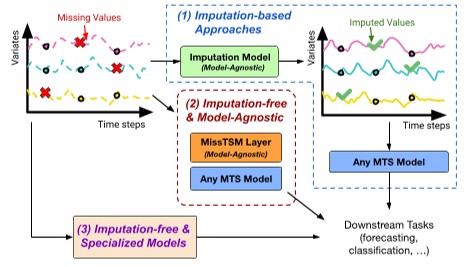 Missing Values
(1) Imputation-based
Approaches
Imputed Values
Variates
Imputation Model
(Model-Agnostic)
Variates
Time steps
Time steps
(2) Imputation-free
& Model-Agnostic
MissTSM Layer
(Model-Agnostic)
Any MTS Model
Any MTS Model
(3) Imputation-free &
Specialized Models
Downstream Tasks
(forecasting,
classification, ...)